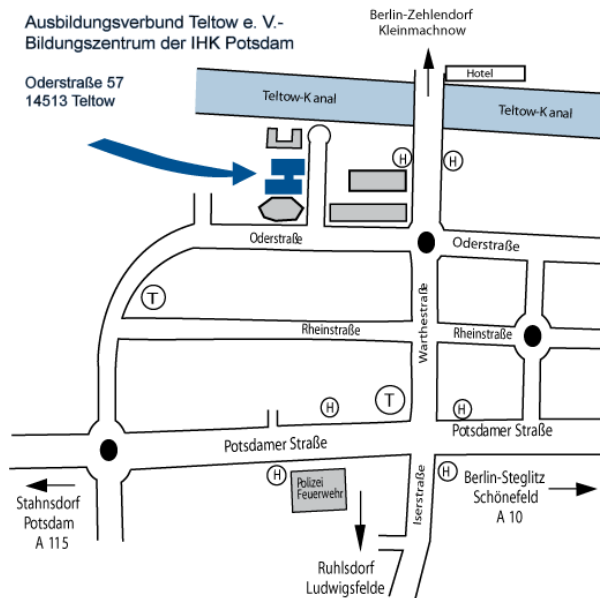 Ausbildungsverbund Teltow e. V.-
Bildungszentrum der IHK Potsdam
Oderstraße 57
14513 Teltow
Berlin-Zehlendorf
Kleinmachnow
Hotel
Teltow-Kanal
Teltow-Kanal
H
H
Oderstraße
Oderstraße
T
Warthestraße
Rheinstraße
Rheinstraße
T
H
H
Potsdamer Straße
Potsdamer Straße
H
H
Polizei
Feuerwehr
Iserstraße
Stahnsdorf
Potsdam
A 115
Berlin-Steglitz
Schönefeld
A 10
Ruhlsdorf
Ludwigsfelde